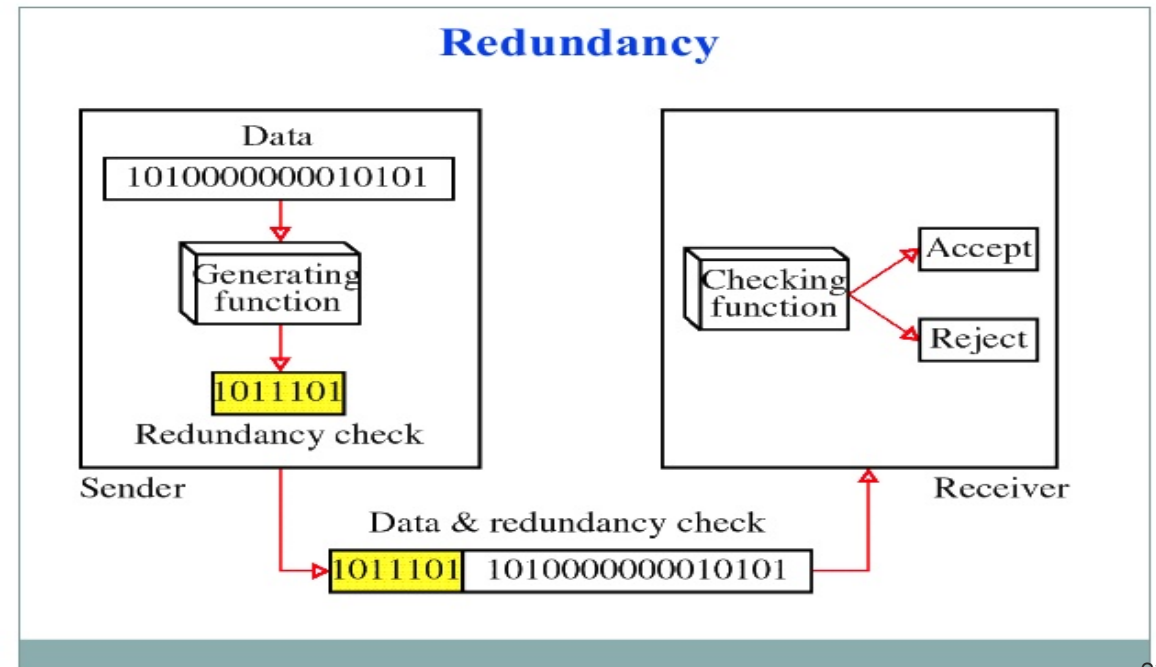 Redundancy
Data
1010000000010101
Generating
function
1011101
Redundancy check
Sender
Checking
function
Accept
Reject
Receiver
Data & redundancy check
1011101 1010000000010101